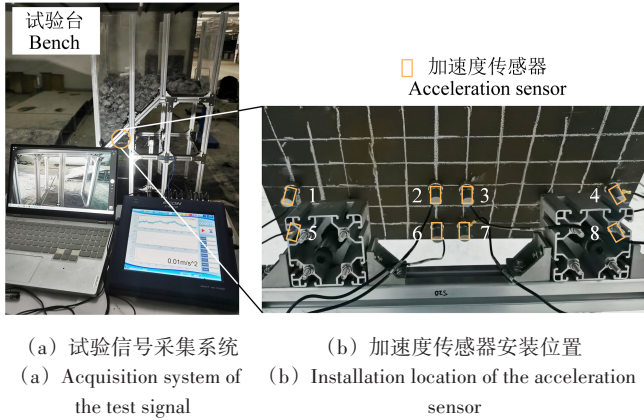 试验台
Bench
加速度传感器
Acceleration sensor
1
2
3
4
5
6
7
8
0.01m/s^2
520
(a) 试验信号采集系统
(a) Acquisition system of
the test signal
(b) 加速度传感器安装位置
(b) Installation location of the acceleration
sensor